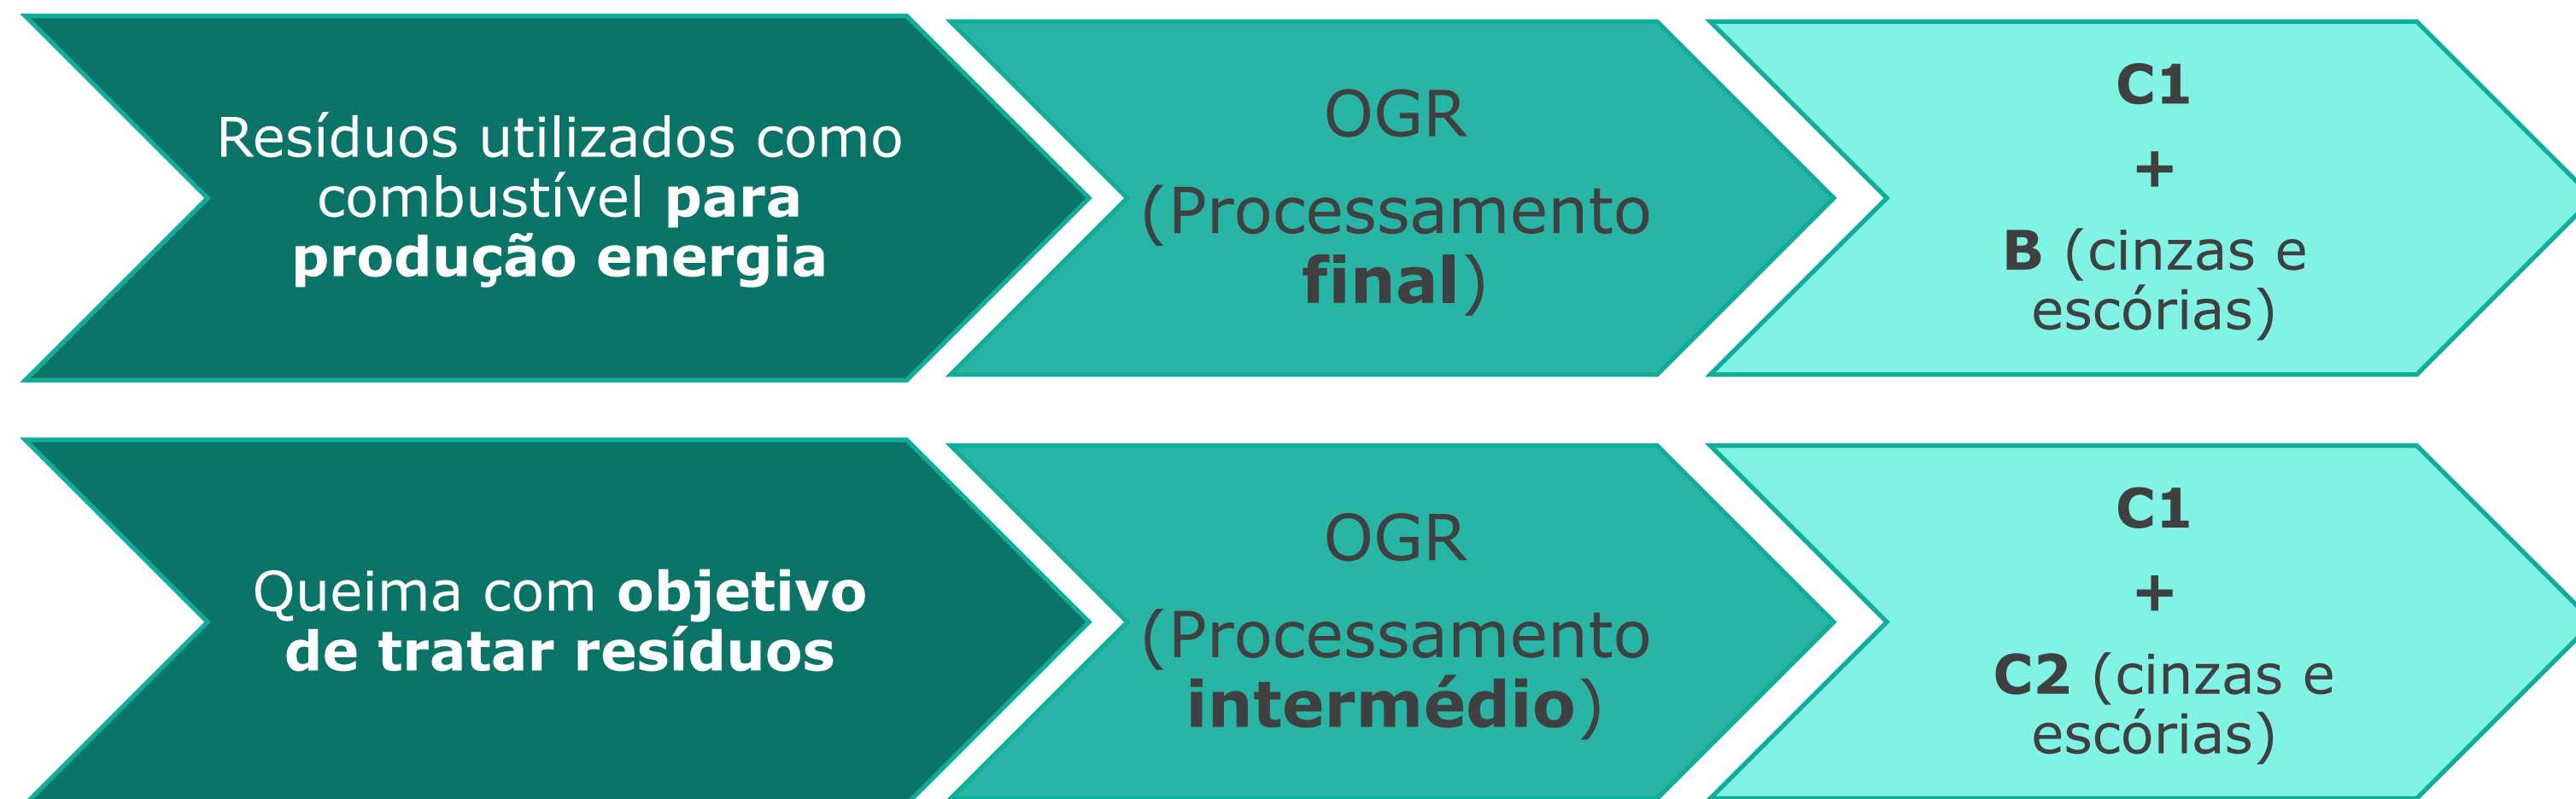 Resíduos utilizados como
combustível para
produção energia
OGR
(Processamento
final)
C1
+
B (cinzas e
escórias)
Queima com objetivo
de tratar resíduos
OGR
(Processamento
intermédio)
C1
+
C2 (cinzas e
escórias)